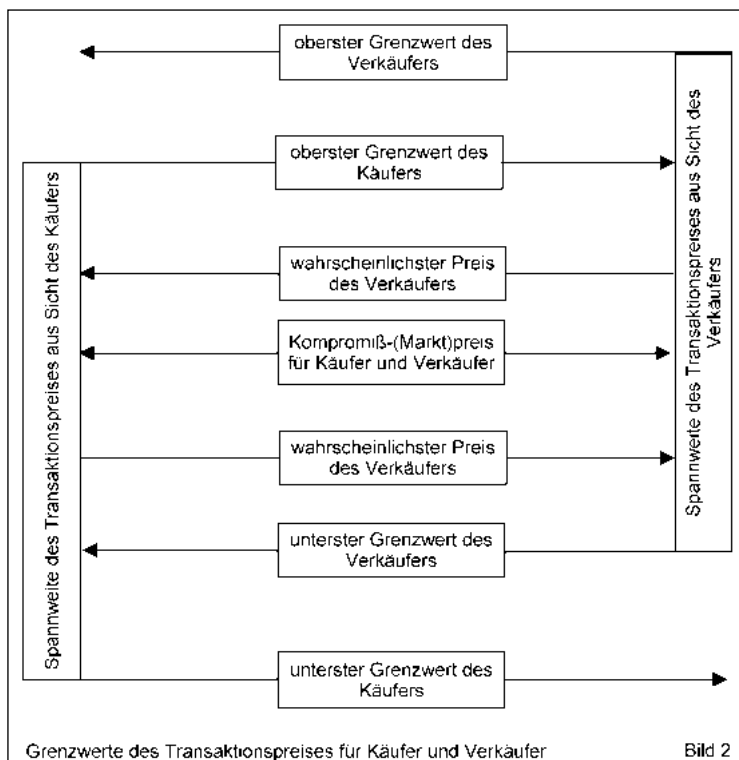 oberster Grenzwert des
Verkäufers
oberster Grenzwert des
Käufers
wahrscheinlichster Preis
des Verkäufers
Kompromiß-(Markt)preis
für Käufer und Verkäufer
wahrscheinlichster Preis
des Verkäufers
unterster Grenzwert des
Verkäufers
unterster Grenzwert des
Käufers
Spannweite des Transaktionspreises aus Sicht des Käufers
Spannwerte des Transaktionspreises aus Sicht des
Verkäufers
Grenzwerte des Transaktionspreises für Käufer und Verkäufer
Bild 2